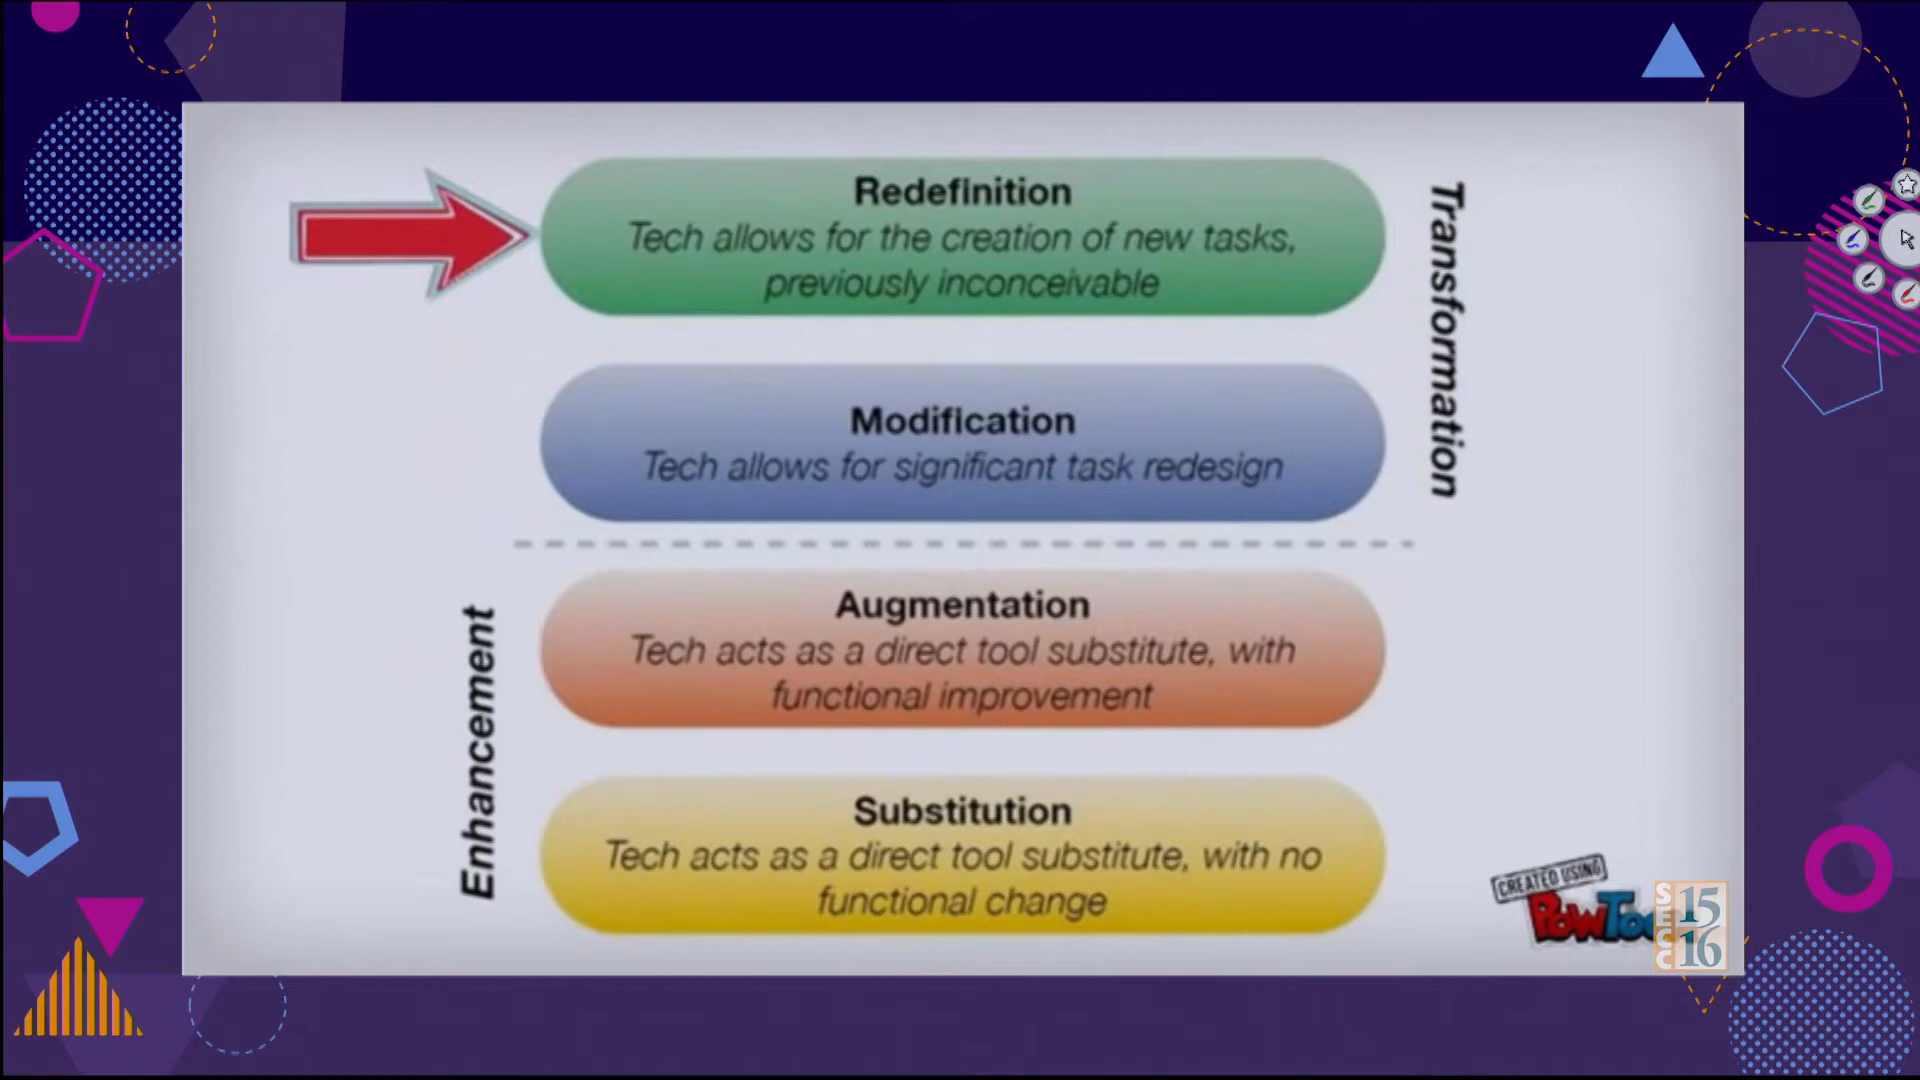 Redefinition
Tech allows for the creation of new tasks,
previously inconceivable
Transformation
Modification
Tech allows for significant task redesign
Enhancement
Augmentation
Tech acts as a direct tool substitute, with
functional improvement
Substitution
Tech acts as a direct tool substitute, with no
functional change
CREATED USING
SECC
15
16